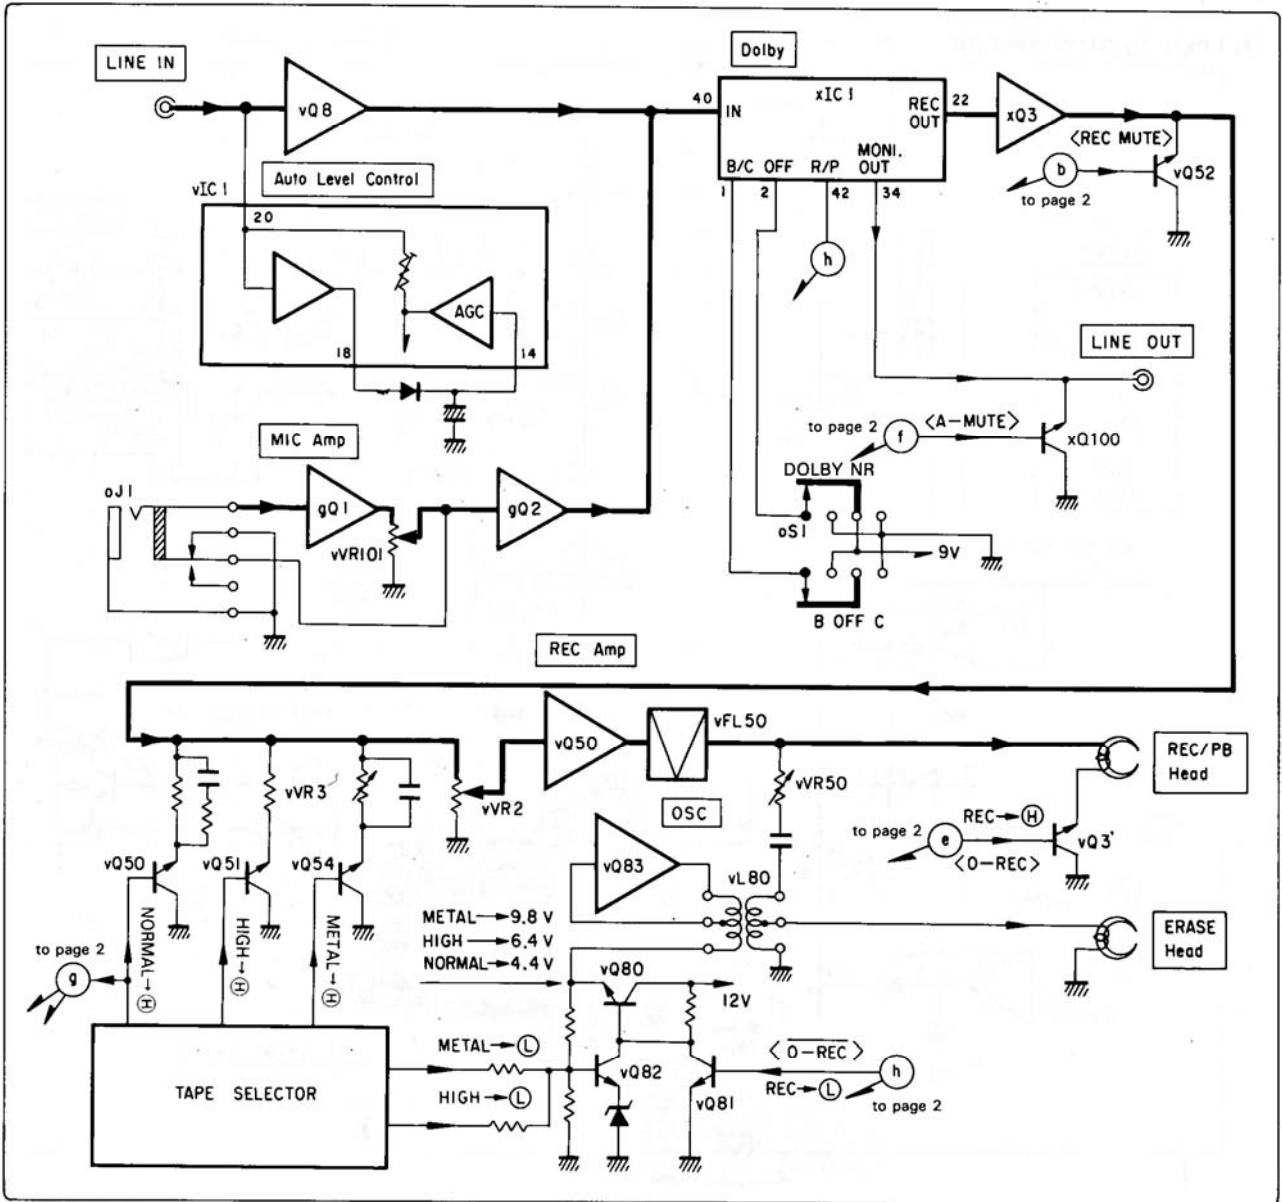 LINE IN
vQ8
Auto Level Control
vIC1
20
AGC
18
14
MIC Amp
oJ1
gQ1
vVR101
gQ2
Dolby
40
IN
xIC1
REC
OUT
22
B/C
OFF
R/P
MONI.
OUT
1
2
42
34
h
xQ3
<REC MUTE>
b
to page 2
vQ52
LINE OUT
to page 2
f
<A-MUTE>
xQ100
DOLBY NR
oS1
9V
B OFF C
REC Amp
vQ50
vFL50
vVR3
vVR2
OSC
vVR50
REC/PB
Head
to page 2
e
REC→H
<O-REC>
vQ3
vQ50
vQ51
vQ54
vQ83
vL80
METAL→9.8 V
HIGH→6.4 V
NORMAL→4.4 V
ERASE
Head
to page 2
g
NORMAL→H
HIGH→H
METAL→H
vQ80
12V
TAPE SELECTOR
METAL→L
HIGH→L
vQ82
vQ81
<O-REC>
REC→L
h
to page 2